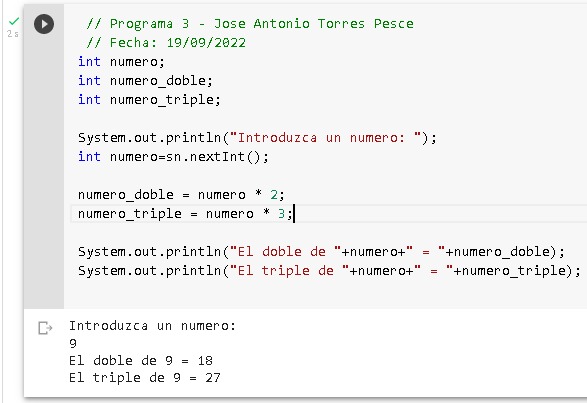 // Programa 3 - Jose Antonio Torres Pesce
// Fecha: 19/09/2022
int numero;
int numero_doble;
int numero_triple;
System.out.println("Introduzca un numero: ");
int numero=sn.nextInt();
numero_doble = numero * 2;
numero_triple = numero * 3;
System.out.println("El doble de "+numero+" = "+numero_doble);
System.out.println("El triple de "+numero+" = "+numero_triple);
2 s
Introduzca un numero:
9
El doble de 9 = 18
El triple de 9 = 27